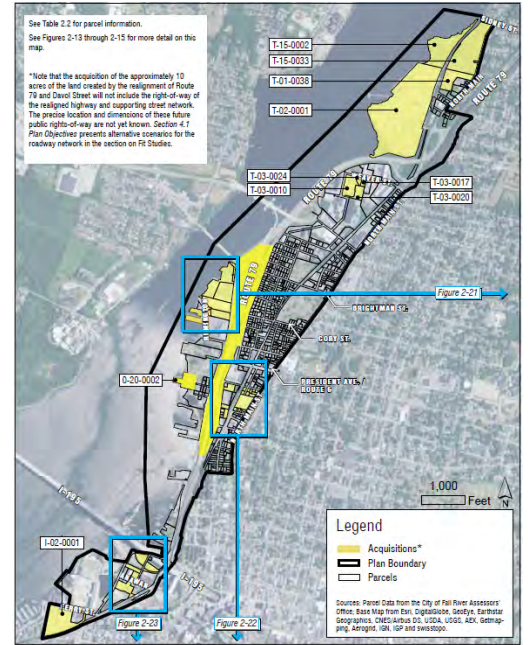 See Table 2.2 for parcel information.
See Figures 2-13 through 2-15 for more detail on this
map.
*Note that the acquisition of the approximately 10
acres of the land created by the realignment of Route
79 and Davol Street will not include the right-of-way of
the realigned highway and supporting street network.
The precise location and dimensions of these future
public rights-of-way are not yet known. Section 4.1
Plan Objectives presents alternative scenarios for the
roadway network in the section on Fit Studies.
T-15-0002
T-15-0033
T-01-0038
T-02-0001
SIDNEY ST.
ROUTE 79
T-03-0024
T-03-0010
T-03-0017
T-03-0020
ROUTE 79
ROUTE 79
Figure 2-21
BRIGHTMAN ST.
CORY ST.
PRESIDENT AVE. /
ROUTE 6
O-20-0002
I-195
I-195
I-02-0001
FERRY ST.
Figure 2-23
Figure 2-22
1,000
Feet
N
Legend
Acquisitions*
Plan Boundary
Parcels
Sources: Parcel Data from the City of Fall River Assessors'
Office; Base Map from Esri, DigitalGlobe, GeoEye, Earthstar
Geographics, CNES/Airbus DS, USDA, USGS, AEX, Getmap-
ping, Aerogrid, IGN, IGP and swisstopo.